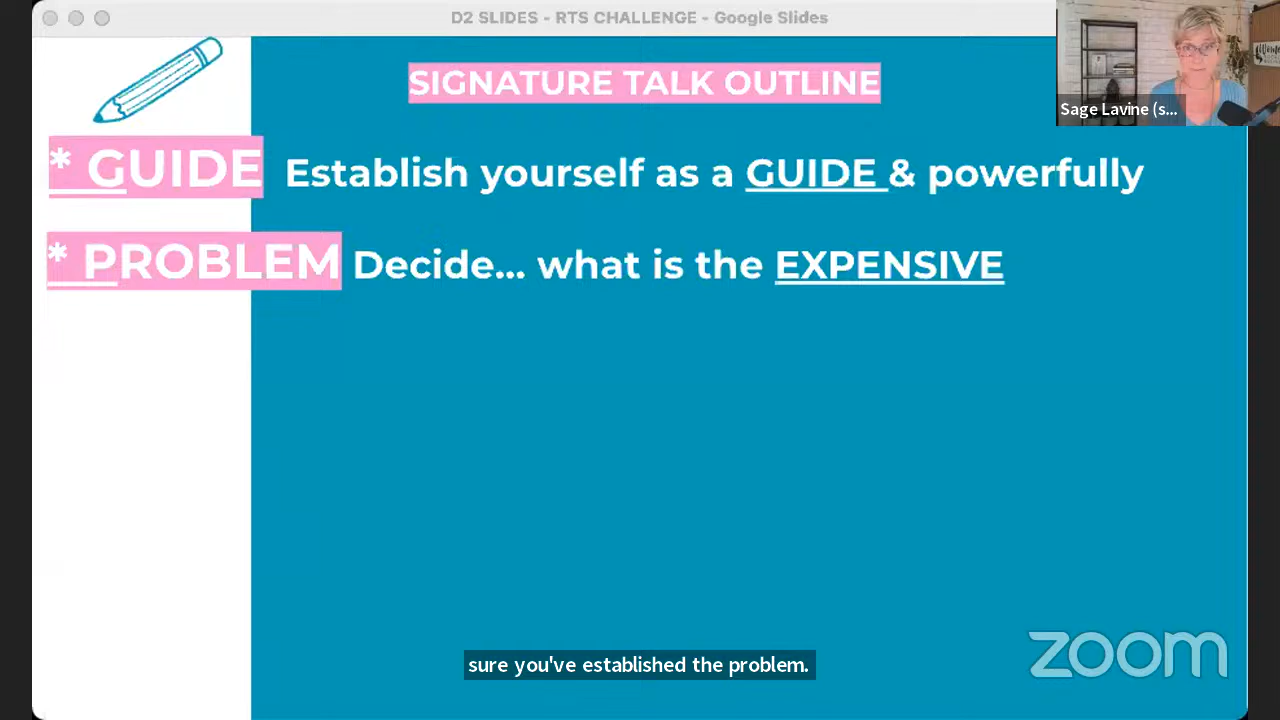 D2 SLIDES - RTS CHALLENGE - Google Slides
SIGNATURE TALK OUTLINE
Sage Lavine (s...
* GUIDE Establish yourself as a GUIDE & powerfully
* PROBLEM Decide... what is the EXPENSIVE
sure you've established the problem.
zoom